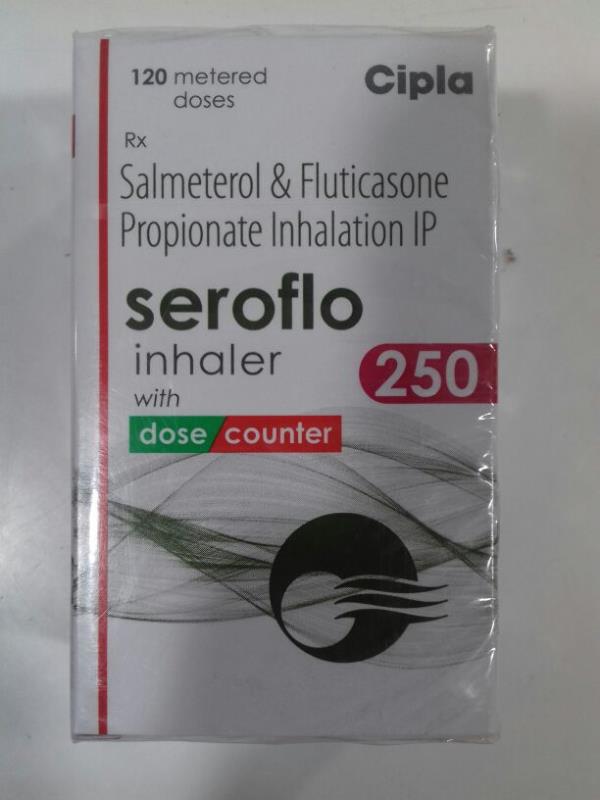 120 metered
doses
Cipla
Rx
Salmeterol & Fluticasone
Propionate Inhalation IP
seroflo
inhaler
250
with
dose counter